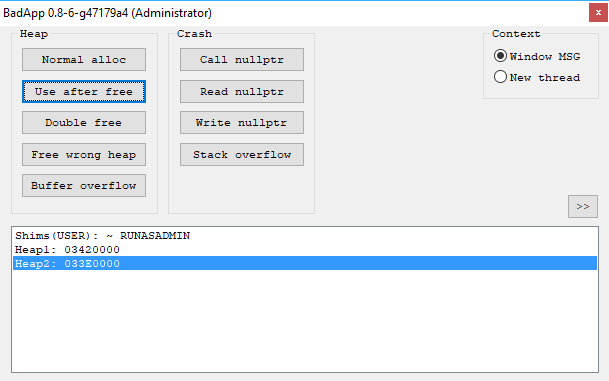 BadApp 0.8-6-g47179a4 (Administrator)
x
Heap
Normal alloc
Use after free
Double free
Free wrong heap
Buffer overflow
Crash
Call nullptr
Read nullptr
Write nullptr
Stack overflow
Context
Window MSG
New thread
>>
Shims(USER): ~ RUNASADMIN
Heap1: 03420000
Heap2: 033E0000